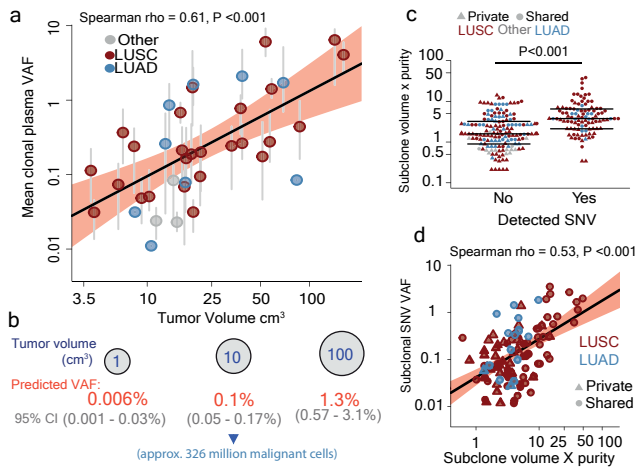 a
Spearman rho = 0.61, P <0.001
Other
LUSC
LUAD
Mean clonal plasma VAF
10
1
0.1
0.01
3.5 10 25 50 100
Tumor Volume cm³
b
Tumor volume
(cm³)
1 10 100
Predicted VAF:
0.006% 0.1% 1.3%
95% CI (0.001 - 0.03%) (0.05 - 0.17%) (0.57 - 3.1%)
(approx. 326 million malignant cells)
c
Private Shared
LUSC Other LUAD
P<0.001
Subclone volume x purity
100
50
10
5
1
0.5
0.1
No Yes
Detected SNV
d
Spearman rho = 0.53, P <0.001
Subclonal SNV VAF
10
1
0.1
0.01
LUSC
LUAD
Private
Shared
1 5 10 25 50 100
Subclone volume X purity